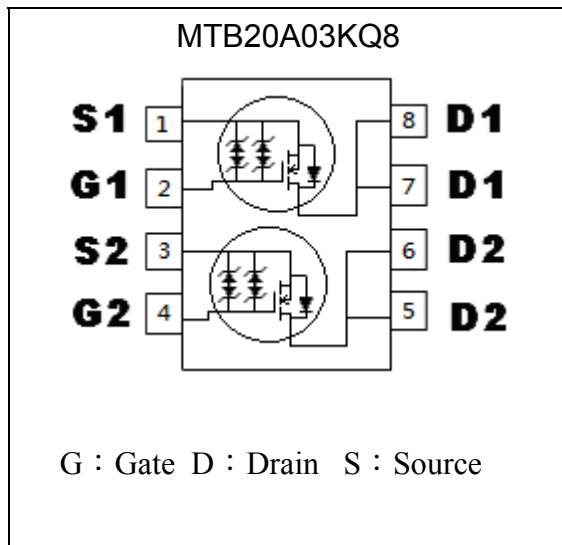 MTB20A03KQ8
S1 1 8 D1
G1 2 7 D1
S2 3 6 D2
G2 4 5 D2
G：Gate D：Drain S：Source